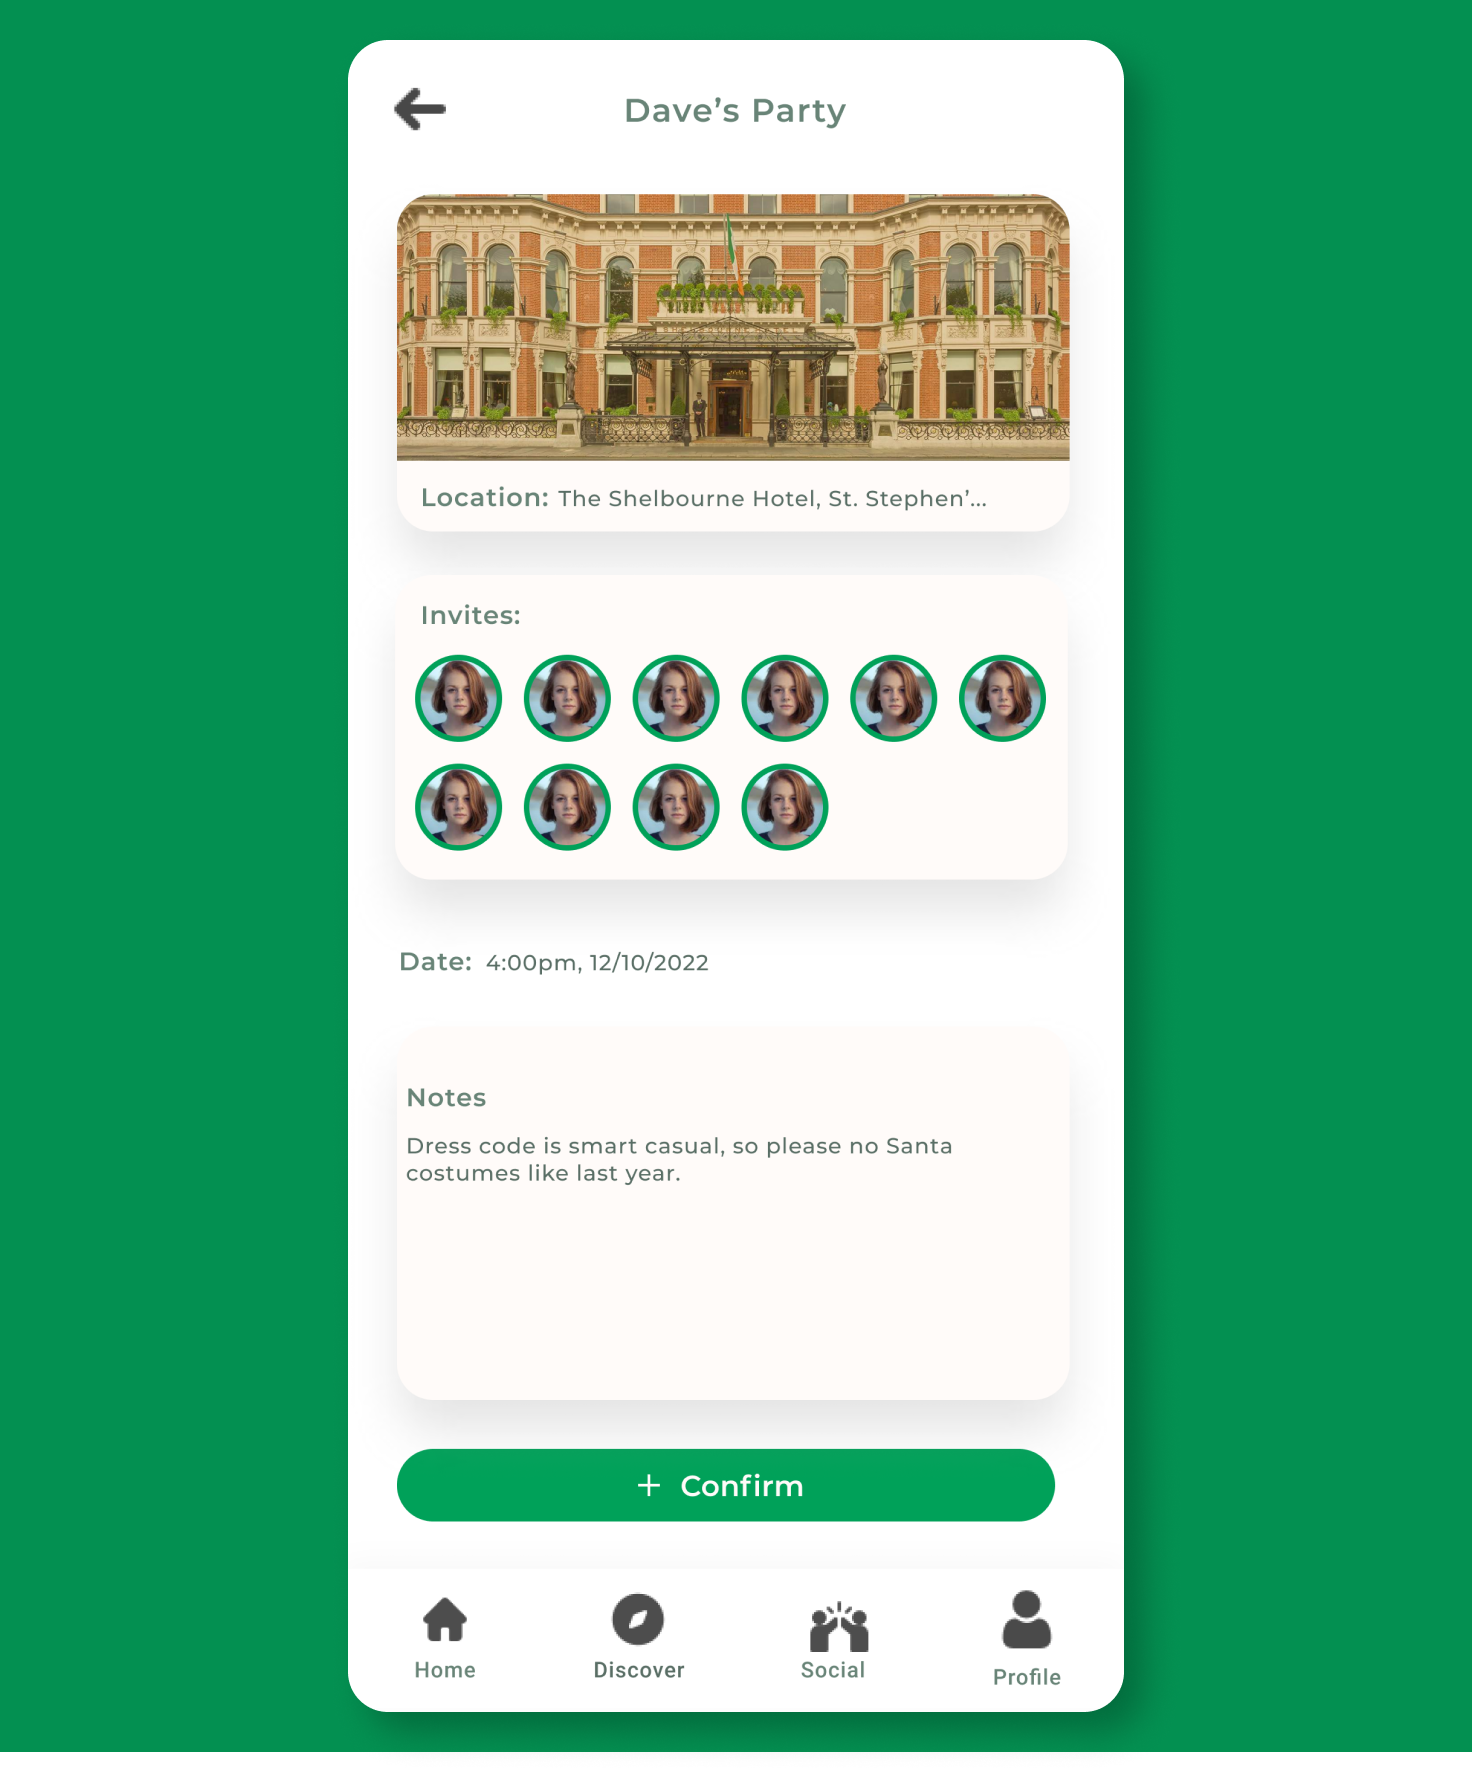 Dave’s Party
Location: The Shelbourne Hotel, St. Stephen’...
Invites:
Date: 4:00pm, 12/10/2022
Notes
Dress code is smart casual, so please no Santa
costumes like last year.
+ Confirm
Home
Discover
Social
Profile